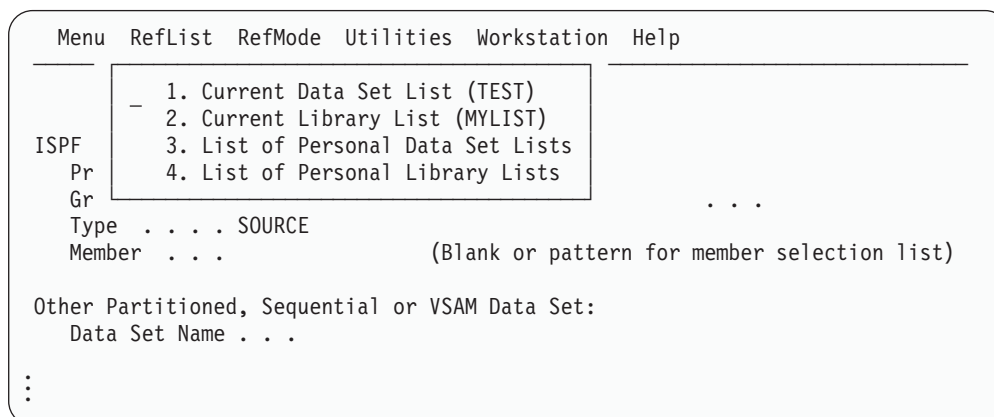 Menu RefList RefMode Utilities Workstation Help
_ 1. Current Data Set List (TEST)
2. Current Library List (MYLIST)
ISPF 3. List of Personal Data Set Lists
Pr 4. List of Personal Library Lists
Gr . . .
Type . . . . SOURCE
Member . . . (Blank or pattern for member selection list)
Other Partitioned, Sequential or VSAM Data Set:
Data Set Name . . .